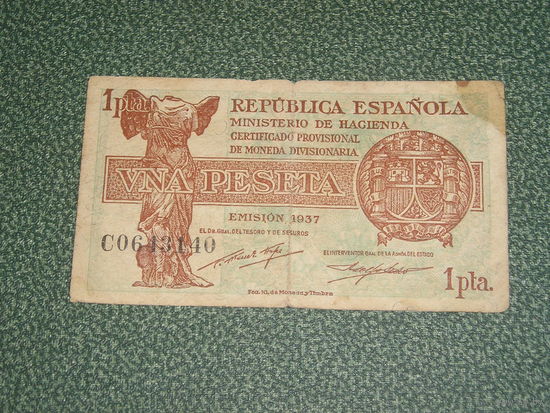 1pta.
REPÚBLICA ESPAÑOLA
MINISTERIO DE HACIENDA
CERTIFICADO PROVISIONAL
DE MONEDA DIVISIONARIA
VNA PESETA
EMISIÓN 1937
EL DR. GRAL. DEL TESORO Y DE SEGUROS
EL INTERVENTOR GRAL DE LA ADMÓN. DEL ESTADO
C0643140
1pta.
Fca. Nl. de Moneda y Timbre